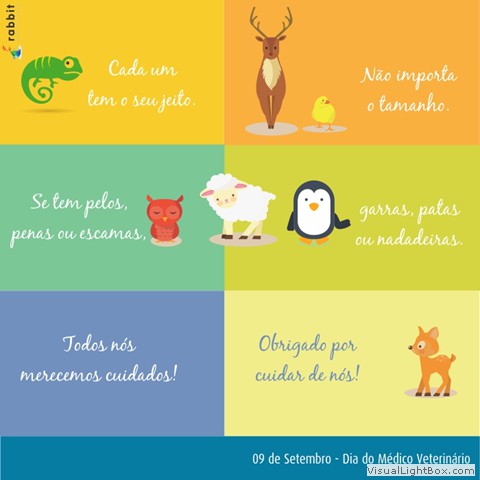 rabbit
Cada um
tem o seu jeito.
Não importa
o tamanho.
Se tem pelos,
penas ou escamas,
garras, patas
ou nadadeiras.
Todos nós
merecemos cuidados!
Obrigado por
cuidar de nós!
09 de Setembro - Dia do Médico Veterinário
VisualLightBox.com